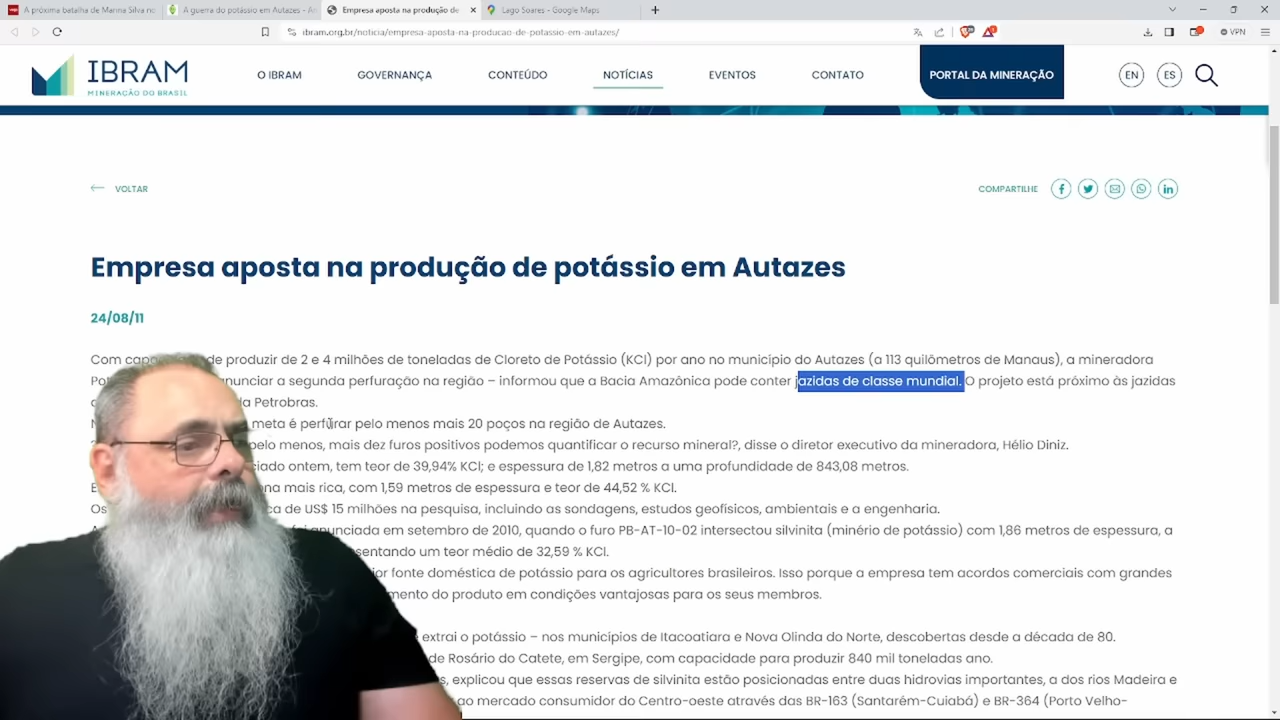 A próxima batalha de Marina Silva no
A guerra do potássio em Autazes - A
Empresa aposta na produção de
Lago Soares - Google Maps
ibram.org.br/noticia/empresa-aposta-na-producao-de-potassio-em-autazes/
VPN
IBRAM
MINERAÇÃO DO BRASIL
O IBRAM
GOVERNANÇA
CONTEÚDO
NOTÍCIAS
EVENTOS
CONTATO
PORTAL DA MINERAÇÃO
EN
ES
VOLTAR
COMPARTILHE
Empresa aposta na produção de potássio em Autazes
24/08/11
Com de produzir de 2 e 4 milhões de toneladas de Cloreto de Potássio (KCl) por ano no município do Autazes (a 113 quilômetros de Manaus), a mineradora
anunciar a segunda perfuração na região – informou que a Bacia Amazônica pode conter jazidas de classe mundial. O projeto está próximo às jazidas
da Petrobras.
meta é perfurar pelo menos mais 20 poços na região de Autazes.
pelo menos, mais dez furos positivos podemos quantificar o recurso mineral?, disse o diretor executivo da mineradora, Hélio Diniz.
ontem, tem teor de 39,94% KCl; e espessura de 1,82 metros a uma profundidade de 843,08 metros.
mais rica, com 1,59 metros de espessura e teor de 44,52 % KCl.
Os de US$ 15 milhões na pesquisa, incluindo as sondagens, estudos geofísicos, ambientais e a engenharia.
anunciada em setembro de 2010, quando o furo PB-AT-10-02 intersectou silvinita (minério de potássio) com 1,86 metros de espessura, a
um teor médio de 32,59 % KCl.
fonte doméstica de potássio para os agricultores brasileiros. Isso porque a empresa tem acordos comerciais com grandes
do produto em condições vantajosas para os seus membros.
extrai o potássio – nos municípios de Itacoatiara e Nova Olinda do Norte, descobertas desde a década de 80.
de Rosário do Catete, em Sergipe, com capacidade para produzir 840 mil toneladas ano.
explicou que essas reservas de silvinita estão posicionadas entre duas hidrovias importantes, a dos rios Madeira e
ao mercado consumidor do Centro-oeste através das BR-163 (Santarém-Cuiabá) e BR-364 (Porto Velho-